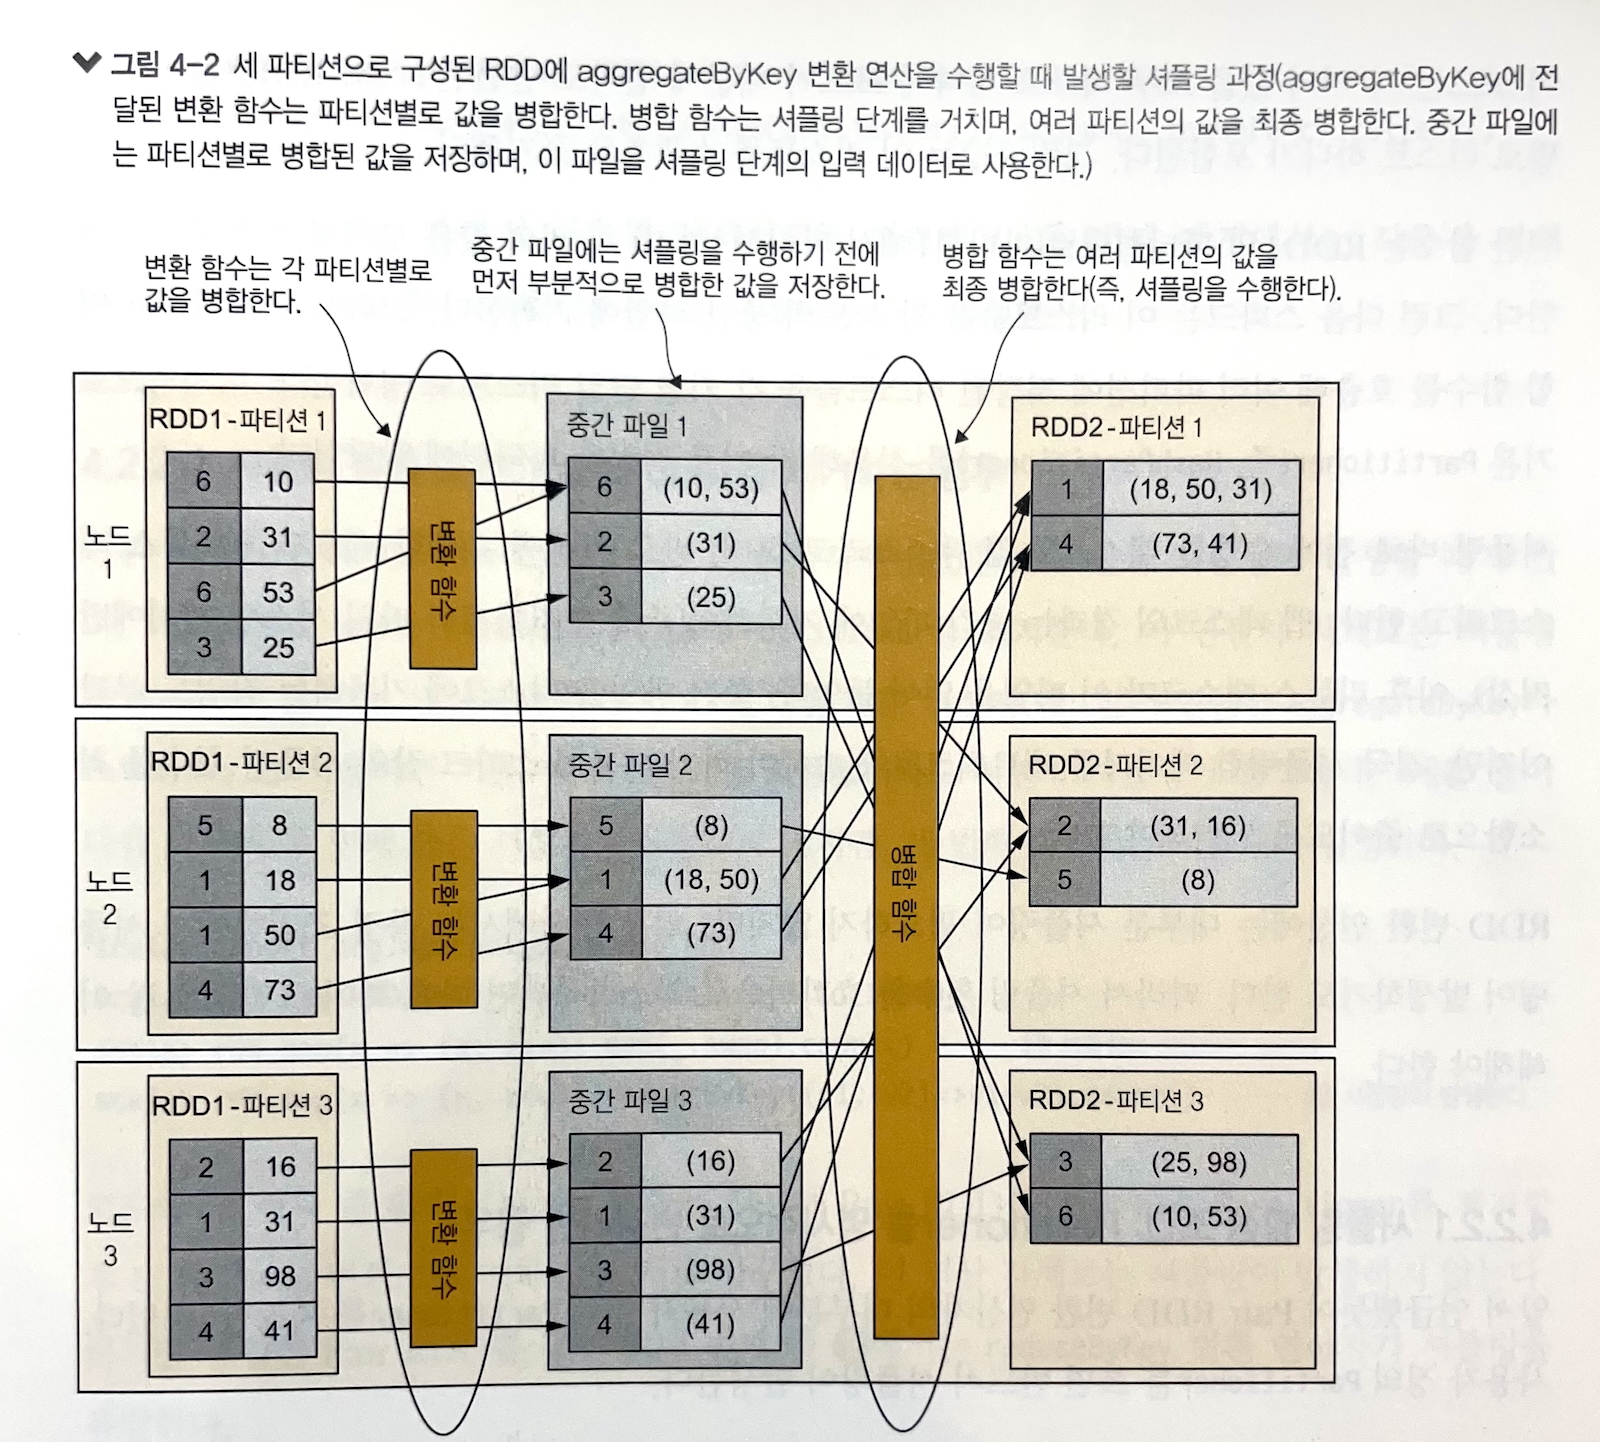 그림 4-2 세 파티션으로 구성된 RDD에 aggregateByKey 변환 연산을 수행할 때 발생할 셔플링 과정(aggregateByKey에 전
달된 변환 함수는 파티션별로 값을 병합한다. 병합 함수는 셔플링 단계를 거치며, 여러 파티션의 값을 최종 병합한다. 중간 파일에
는 파티션별로 병합된 값을 저장하며, 이 파일을 셔플링 단계의 입력 데이터로 사용한다.)
변환 함수는 각 파티션별로
값을 병합한다.
중간 파일에는 셔플링을 수행하기 전에
먼저 부분적으로 병합한 값을 저장한다.
병합 함수는 여러 파티션의 값을
최종 병합한다(즉, 셔플링을 수행한다).
노드
1
RDD1-파티션 1
6 10
2 31
6 53
3 25
변환 함수
중간 파일 1
6 (10, 53)
2 (31)
3 (25)
병합 함수
RDD2-파티션 1
1 (18, 50, 31)
4 (73, 41)
노드
2
RDD1-파티션 2
5 8
1 18
1 50
4 73
변환 함수
중간 파일 2
5 (8)
1 (18, 50)
4 (73)
RDD2-파티션 2
2 (31, 16)
5 (8)
노드
3
RDD1-파티션 3
2 16
1 31
3 98
4 41
변환 함수
중간 파일 3
2 (16)
1 (31)
3 (98)
4 (41)
RDD2-파티션 3
3 (25, 98)
6 (10, 53)